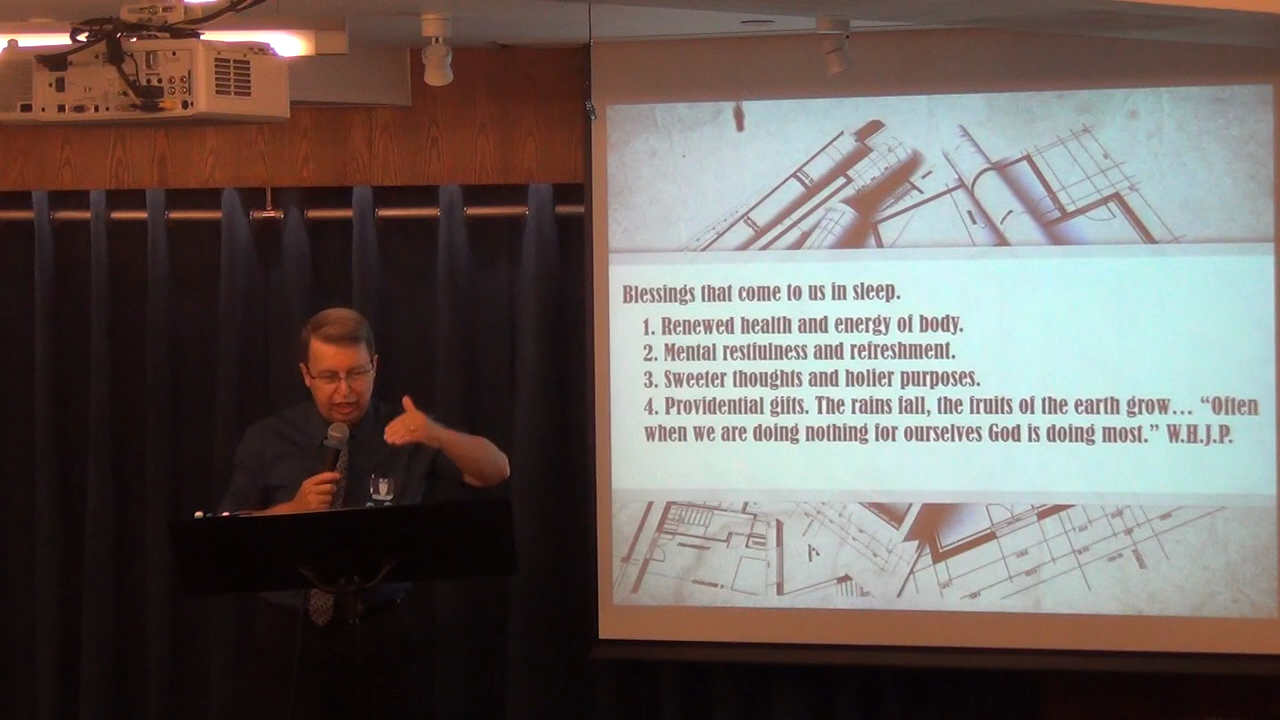 Blessings that come to us in sleep.
1. Renewed health and energy of body.
2. Mental restfulness and refreshment.
3. Sweeter thoughts and holier purposes.
4. Providential gifts. The rains fall, the fruits of the earth grow… “Often
when we are doing nothing for ourselves God is doing most.” W.H.J.P.